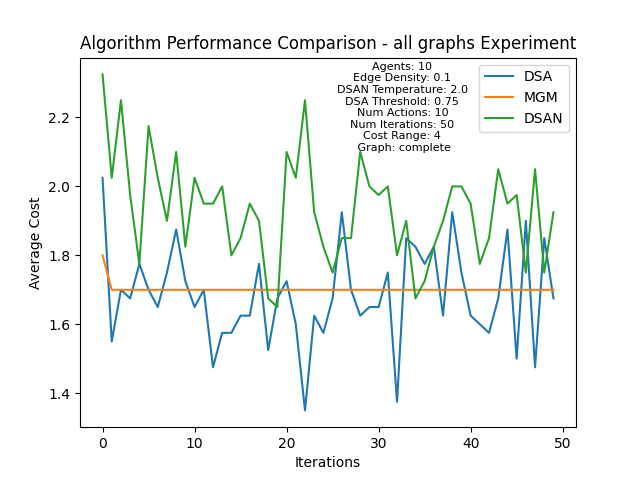 Algorithm Performance Comparison - all graphs Experiment
Agents: 10
Edge Density: 0.1
DSAN Temperature: 2.0
DSA Threshold: 0.75
Num Actions: 10
Num Iterations: 50
Cost Range: 4
Graph: complete
DSA
MGM
DSAN
Average Cost
2.2
2.0
1.8
1.6
1.4
0
10
20
30
40
50
Iterations